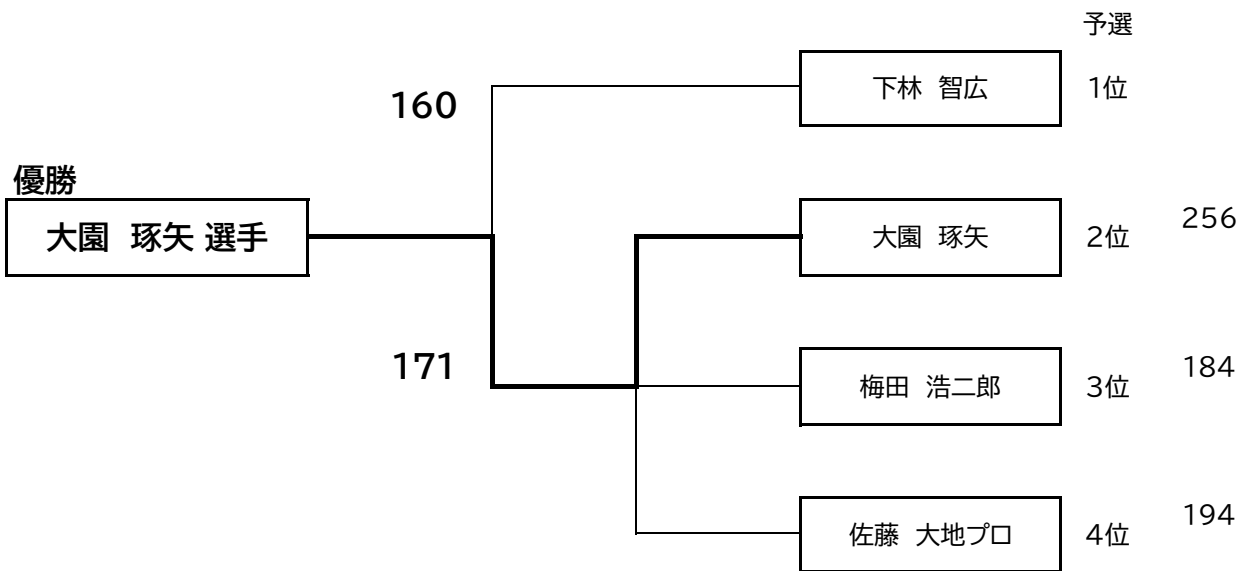 予選
下林 智広
1位
160
優勝
大園 琢矢 選手
大園 琢矢
2位
256
171
梅田 浩二郎
3位
184
佐藤 大地プロ
4位
194